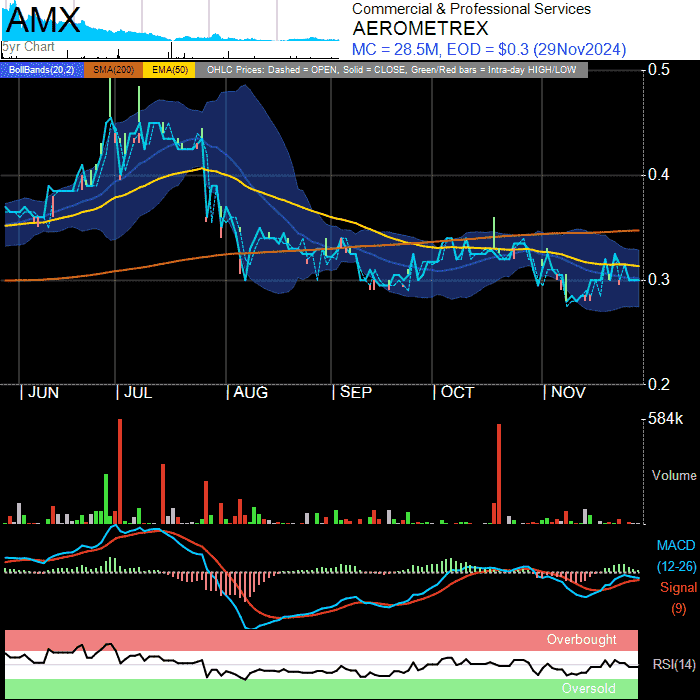 AMX
5yr Chart
Commercial & Professional Services
AEROMETREX
MC = 28.5M, EOD = $0.3 (29Nov2024)
BollBands(20,2) SMA(200) EMA(50) OHLC Prices: Dashed = OPEN, Solid = CLOSE, Green/Red bars = Intra-day HIGH/LOW
0.5
0.4
0.3
0.2
JUN JUL AUG SEP OCT NOV
584k
Volume
MACD
(12-26)
Signal
(9)
Overbought
RSI(14)
Oversold